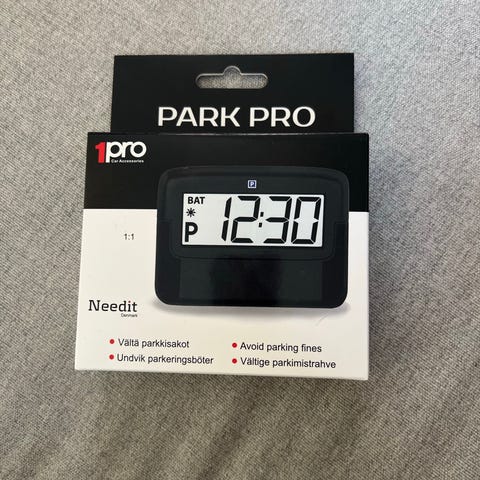 PARK PRO
1pro
Car Accessories
P
BAT
12:30
P
1:1
Needit
Denmark
• Vältä parkkisakot
• Undvik parkeringsböter
• Avoid parking fines
• Vältige parkimistrahve